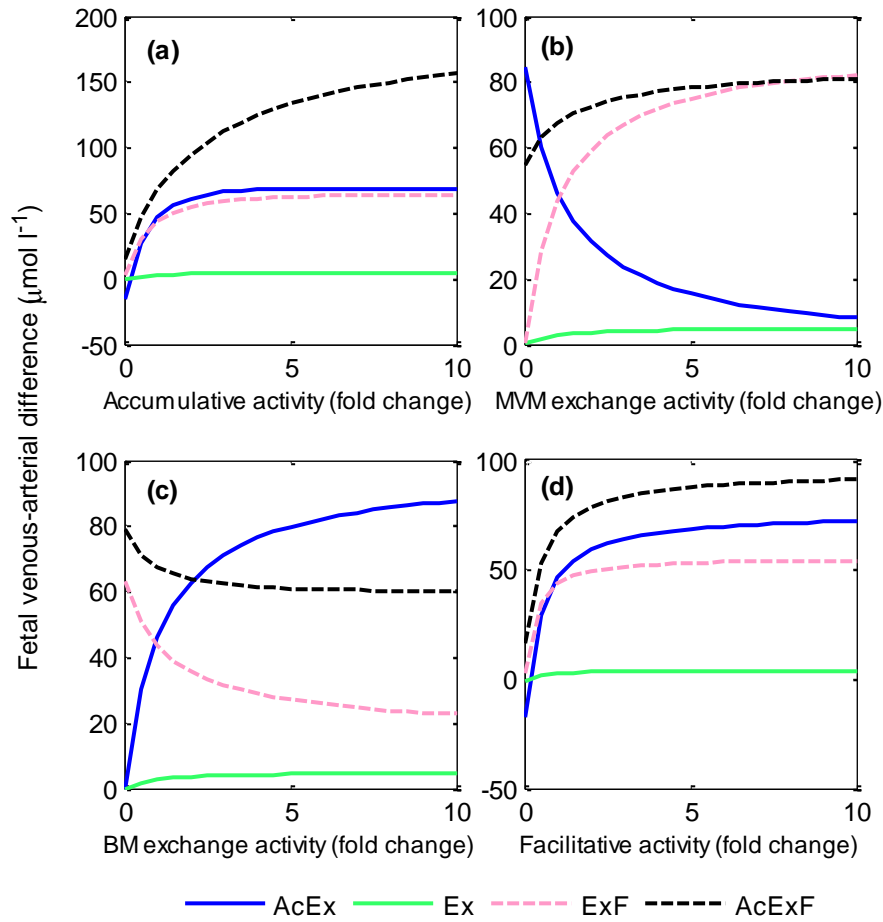 Fetal venous-arterial difference (μmol l⁻¹)
(a)
200
150
100
50
0
-50
0 5 10
Accumulative activity (fold change)
(b)
100
80
60
40
20
0
0 5 10
MVM exchange activity (fold change)
(c)
100
80
60
40
20
0
0 5 10
BM exchange activity (fold change)
(d)
100
50
0
-50
0 5 10
Facilitative activity (fold change)
AcEx Ex ExF AcExF